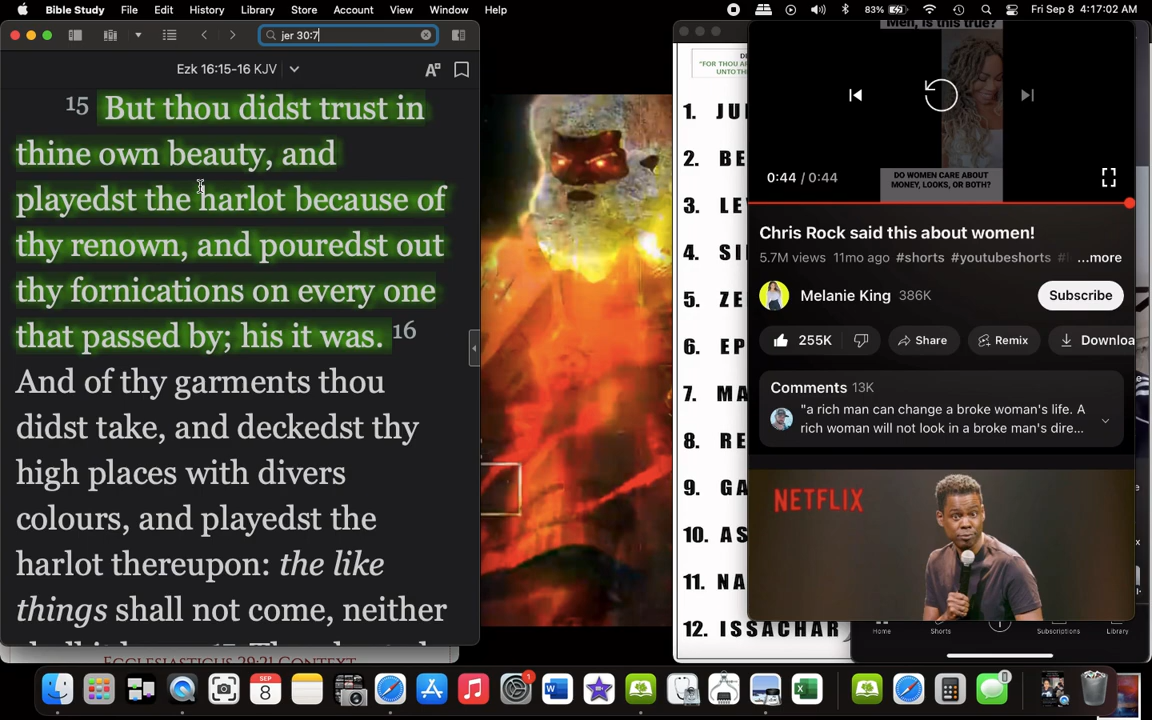 Bible Study File Edit History Library Store Account View Window Help
83% Fri Sep 8 4:17:02 AM
jer 30:7
Ezk 16:15-16 KJV
15 But thou didst trust in
thine own beauty, and
playedst the harlot because of
thy renown, and pouredst out
thy fornications on every one
that passed by; his it was. 16
And of thy garments thou
didst take, and deckedst thy
high places with divers
colours, and playedst the
harlot thereupon: the like
things shall not come, neither
ECCLESIASTICUS 29:21 CONTEXT
"FOR THOU
UNTO TH
1. JU
2. BE
3. LE
4. SI
5. ZE
6. EP
7. MA
8. RE
9. GA
10. AS
11. NA
12. ISSACHAR
Men, is this true?
0:44 / 0:44
DO WOMEN CARE ABOUT
MONEY, LOOKS, OR BOTH?
Chris Rock said this about women!
5.7M views 11mo ago #shorts #youtubeshorts ...more
Melanie King 386K
Subscribe
255K Share Remix Downloa
Comments 13K
"a rich man can change a broke woman's life. A
rich woman will not look in a broke man's dire...
NETFLIX
Home Shorts Subscriptions Library
SEP
8
1